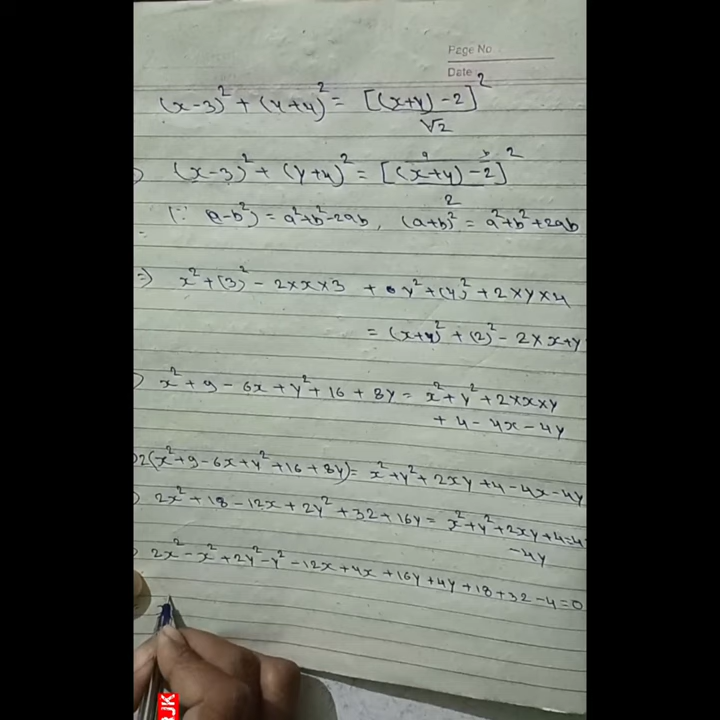 Page No
Date
(x-3)² + (y+4)² = [(x+y)-2]²
√2
(x-3)² + (y+4)² = [(x+y)-2]²
2
(∵ (a-b²) = a²+b²-2ab, (a+b)² = a²+b²+2ab
⇒) x² + (3)² - 2×x×3 + y² + (4)² + 2×y×4
= (x+y)² + (2)² - 2×x+y
x² + 9 - 6x + y² + 16 + 8y = x² + y² + 2×x×y
+ 4 - 4x - 4y
2(x²+9-6x+y²+16+8y) = x²+y²+2xy+4-4x-4y
2x² + 18 - 12x + 2y² + 32 + 16y = x²+y²+2xy+4-4
-4y
2x² - x² + 2y² - y² - 12x + 4x + 16y + 4y + 18 + 32 - 4 = 0
RJK